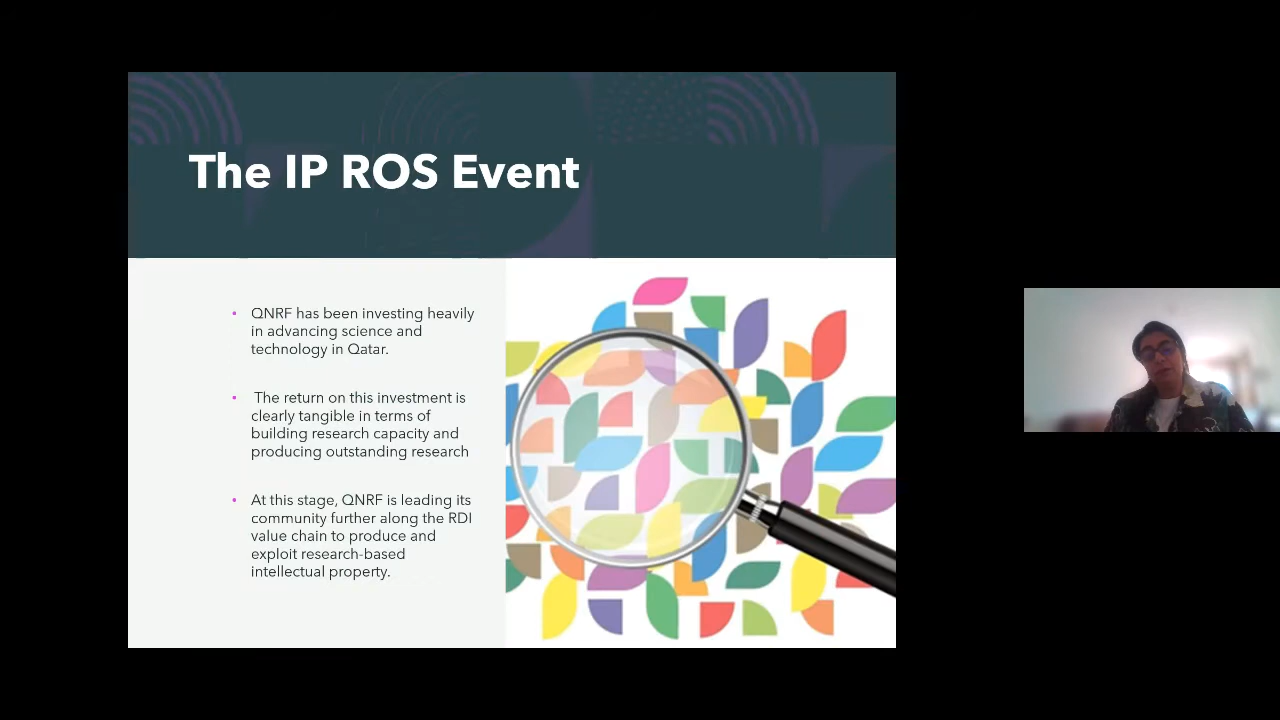 The IP ROS Event
• QNRF has been investing heavily
in advancing science and
technology in Qatar.
• The return on this investment is
clearly tangible in terms of
building research capacity and
producing outstanding research
• At this stage, QNRF is leading its
community further along the RDI
value chain to produce and
exploit research-based
intellectual property.